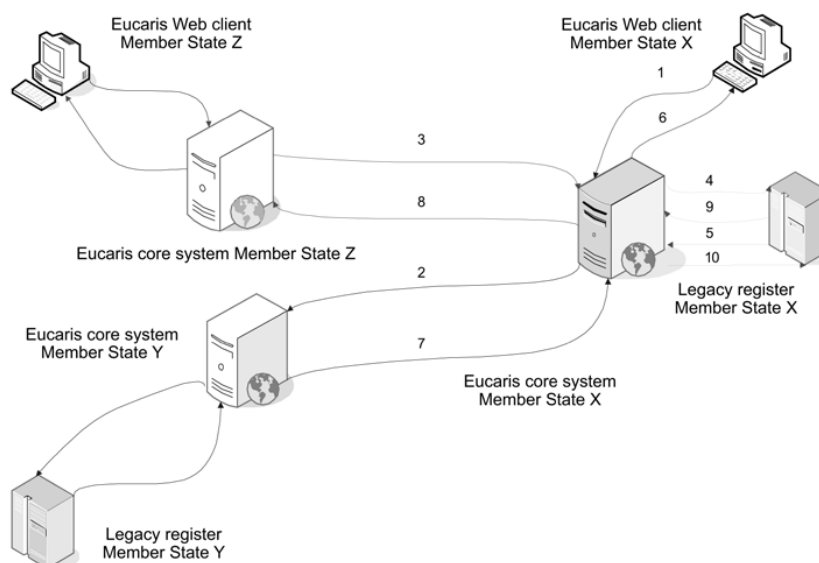 Eucaris Web client
Member State Z
Eucaris Web client
Member State X
1
6
3
4
8
9
5
10
Eucaris core system Member State Z
2
Legacy register
Member State X
Eucaris core system
Member State Y
7
Eucaris core system
Member State X
Legacy register
Member State Y